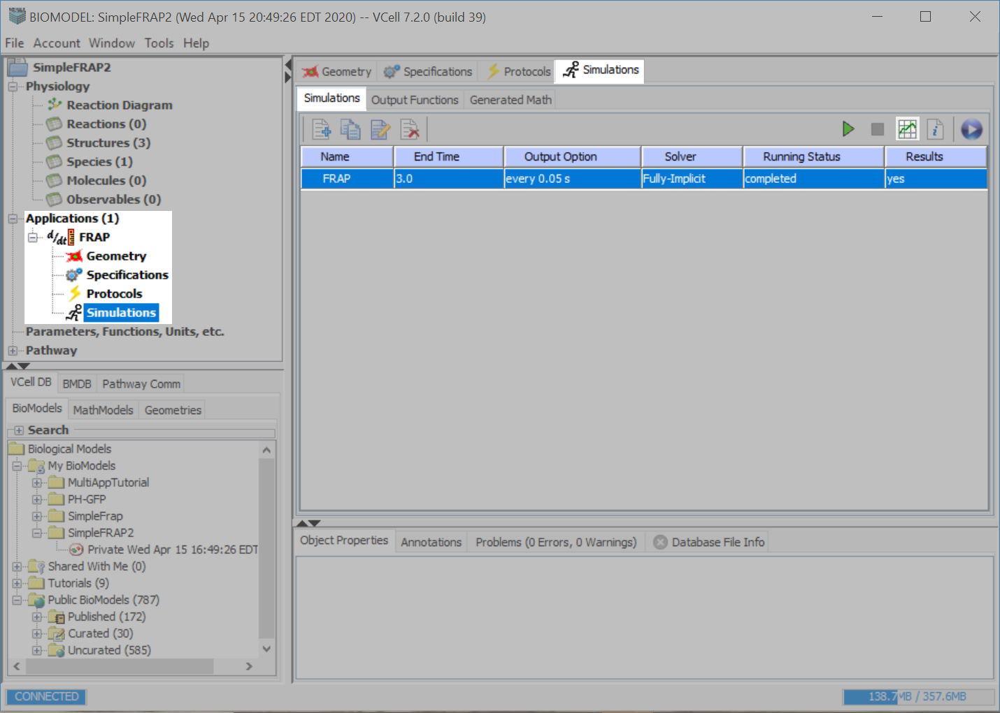 BIOMODEL: SimpleFRAP2 (Wed Apr 15 20:49:26 EDT 2020) -- VCell 7.2.0 (build 39)
File Account Window Tools Help
SimpleFRAP2
Physiology
Reaction Diagram
Reactions (0)
Structures (3)
Species (1)
Molecules (0)
Observables (0)
Applications (1)
d/dt FRAP
Geometry
Specifications
Protocols
Simulations
Parameters, Functions, Units, etc.
Pathway
VCell DB BMDB Pathway Comm
BioModels MathModels Geometries
Search
Biological Models
My BioModels
MultiAppTutorial
PH-GFP
SimpleFrap
SimpleFRAP2
Private Wed Apr 15 16:49:26 EDT
Shared With Me (0)
Tutorials (9)
Public BioModels (787)
Published (172)
Curated (30)
Uncurated (585)
Geometry Specifications Protocols Simulations
Simulations Output Functions Generated Math
Name End Time Output Option Solver Running Status Results
FRAP 3.0 every 0.05 s Fully-Implicit completed yes
Object Properties Annotations Problems (0 Errors, 0 Warnings) Database File Info
CONNECTED 138.7MB / 357.6MB